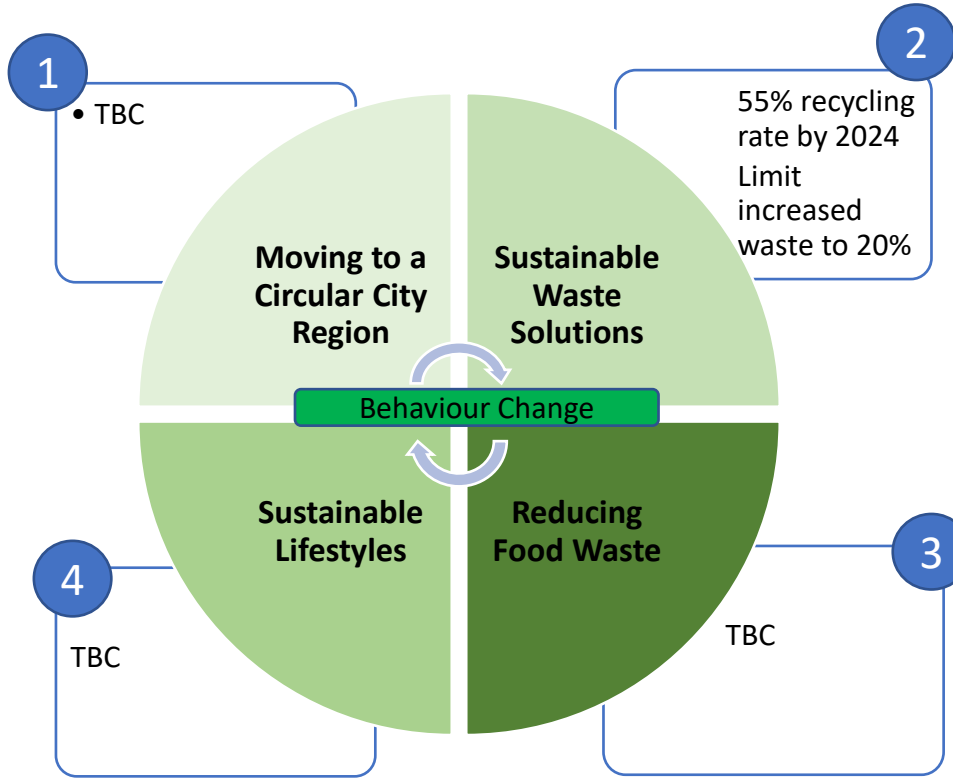 1
• TBC
2
55% recycling
rate by 2024
Limit
increased
waste to 20%
Moving to a
Circular City
Region
Sustainable
Waste
Solutions
Behaviour Change
Sustainable
Lifestyles
Reducing
Food Waste
4
TBC
3
TBC